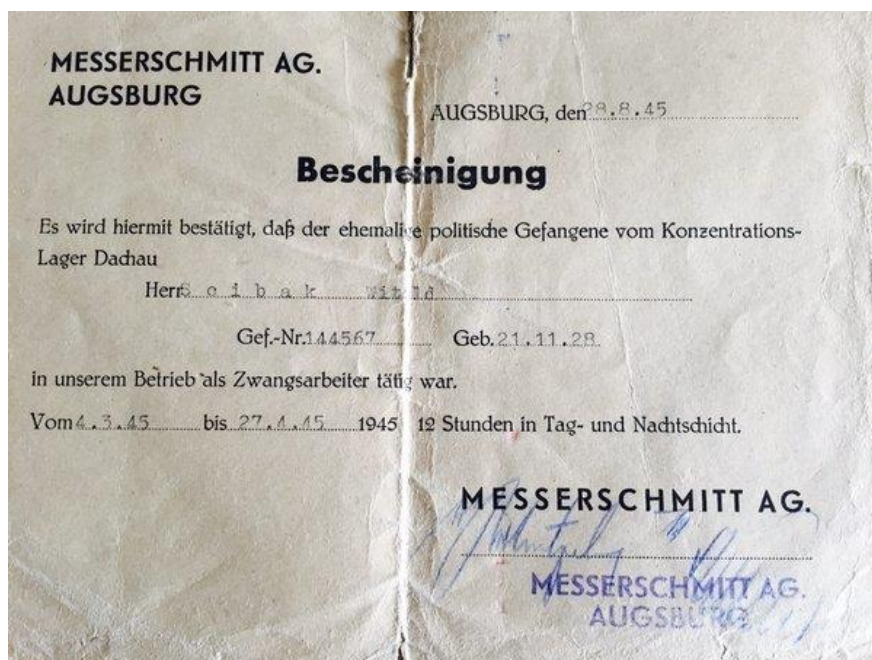 MESSERSCHMITT AG.
AUGSBURG
AUGSBURG, den 28.8.45
Bescheinigung
Es wird hiermit bestätigt, daß der ehemalige politische Gefangene vom Konzentrations-
Lager Dachau
Herr S c i b a k Witold
Gef.-Nr. 144567 Geb. 21.11.28
in unserem Betrieb als Zwangsarbeiter tätig war.
Vom 4.3.45 bis 27.4.45 1945 12 Stunden in Tag- und Nachtschicht.
MESSERSCHMITT AG.
MESSERSCHMITT AG.
AUGSBURG